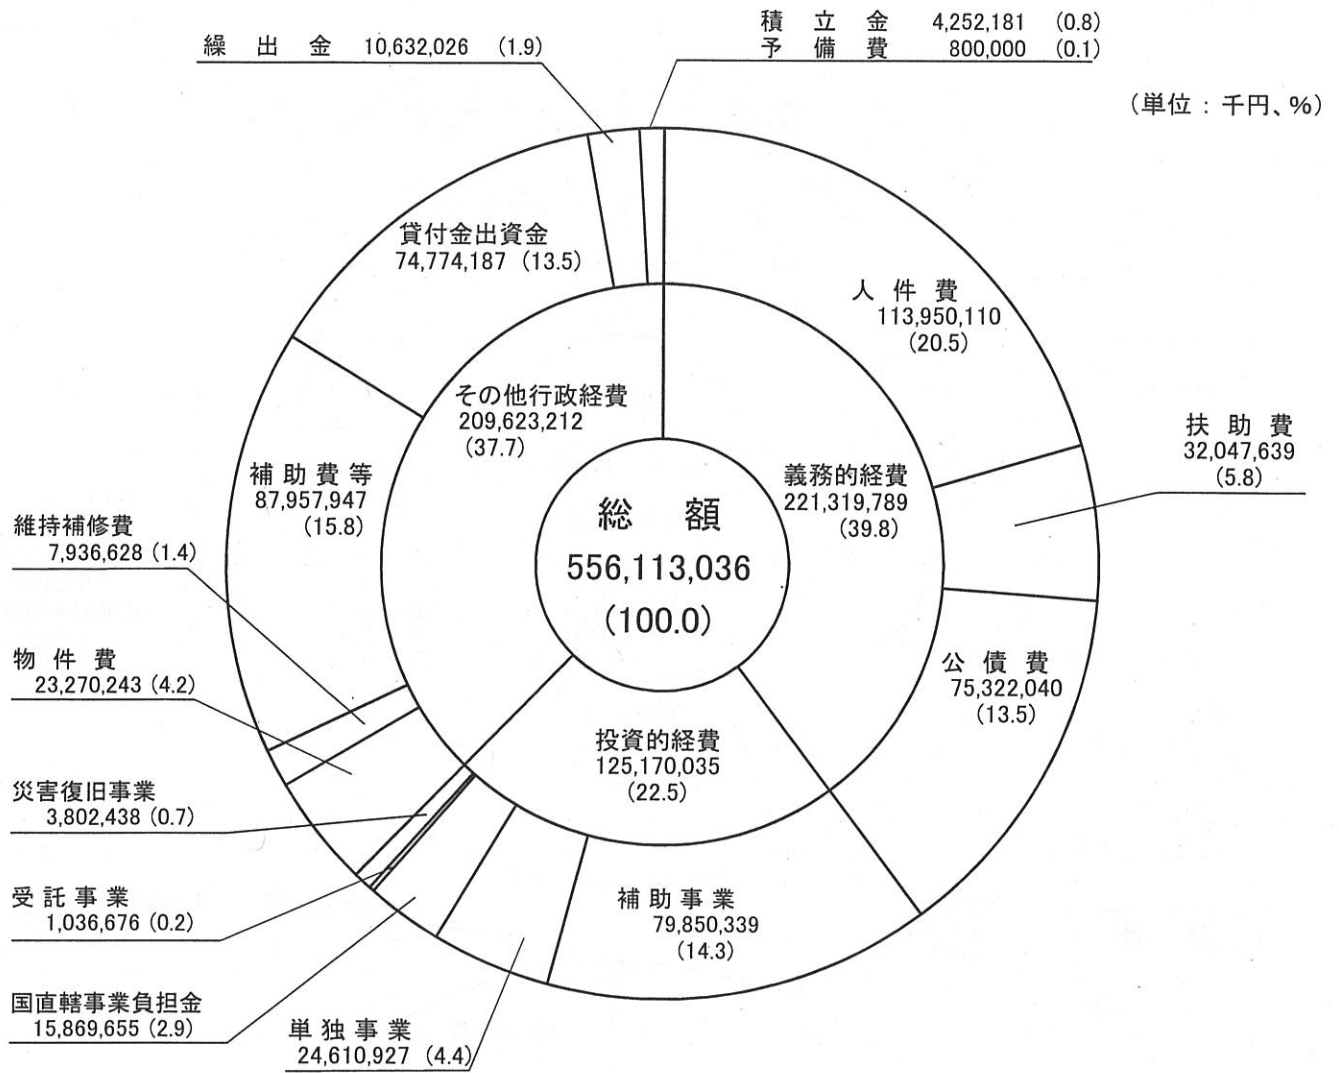 積立金 4,252,181 (0.8)
予備費 800,000 (0.1)
繰出金 10,632,026 (1.9)
(単位：千円、%)
貸付金出資金
74,774,187 (13.5)
人件費
113,950,110
(20.5)
その他行政経費
209,623,212
(37.7)
扶助費
32,047,639
(5.8)
補助費等
87,957,947
(15.8)
義務的経費
221,319,789
(39.8)
総額
556,113,036
(100.0)
維持補修費
7,936,628 (1.4)
物件費
23,270,243 (4.2)
公債費
75,322,040
(13.5)
投資的経費
125,170,035
(22.5)
災害復旧事業
3,802,438 (0.7)
受託事業
1,036,676 (0.2)
補助事業
79,850,339
(14.3)
国直轄事業負担金
15,869,655 (2.9)
単独事業
24,610,927 (4.4)